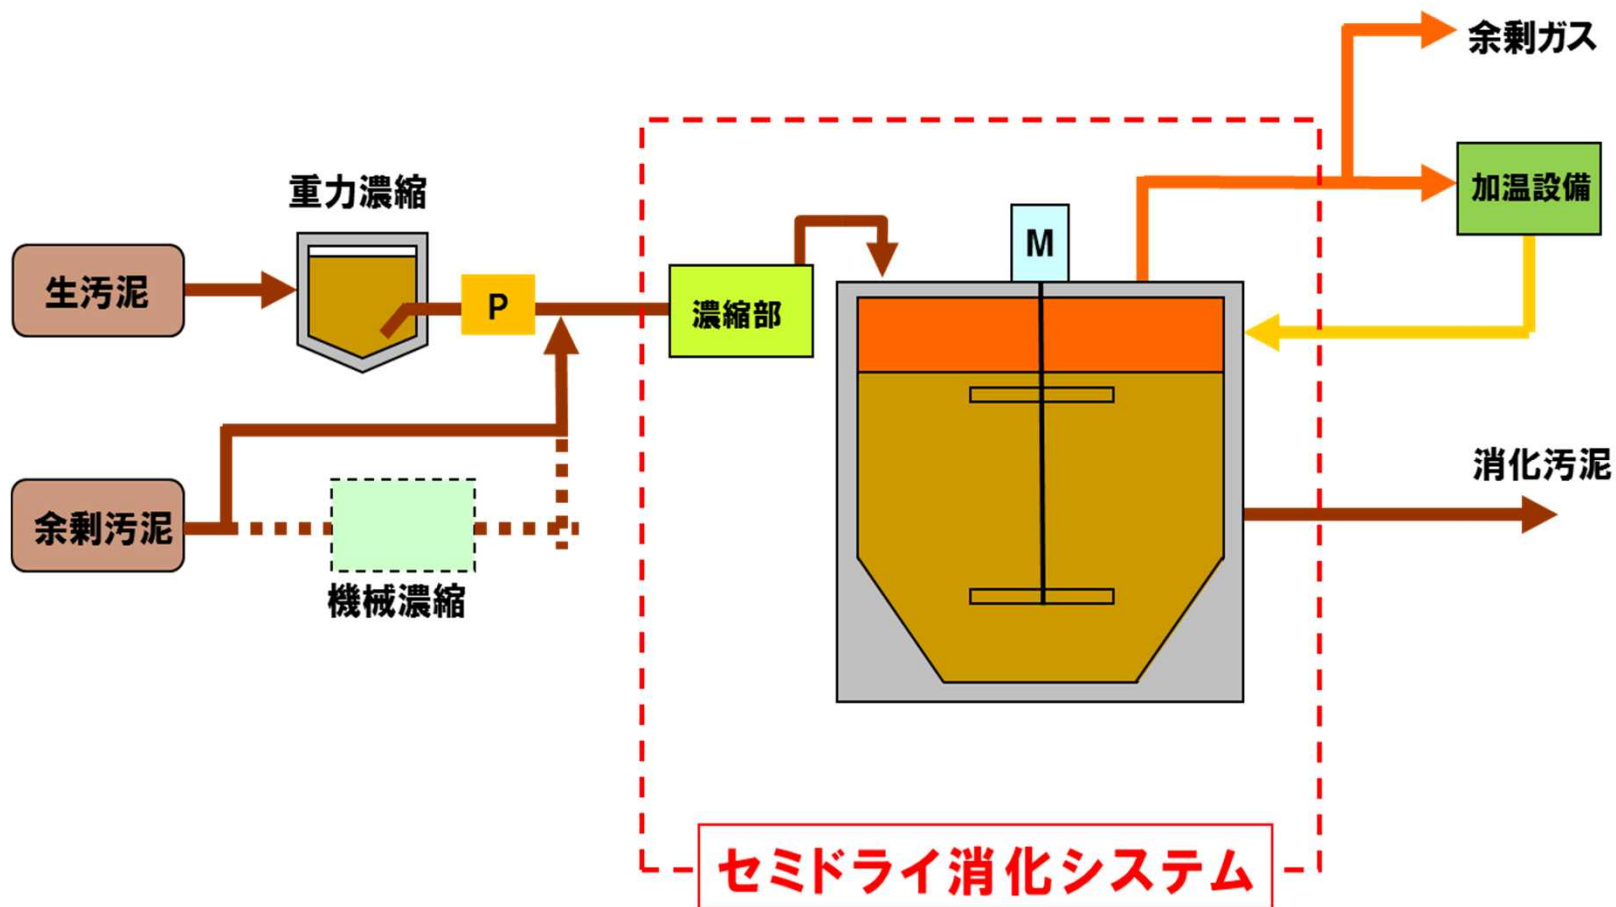 余剰ガス
加温設備
重力濃縮
M
生汚泥
P
濃縮部
消化汚泥
余剰汚泥
機械濃縮
セミドライ消化システム